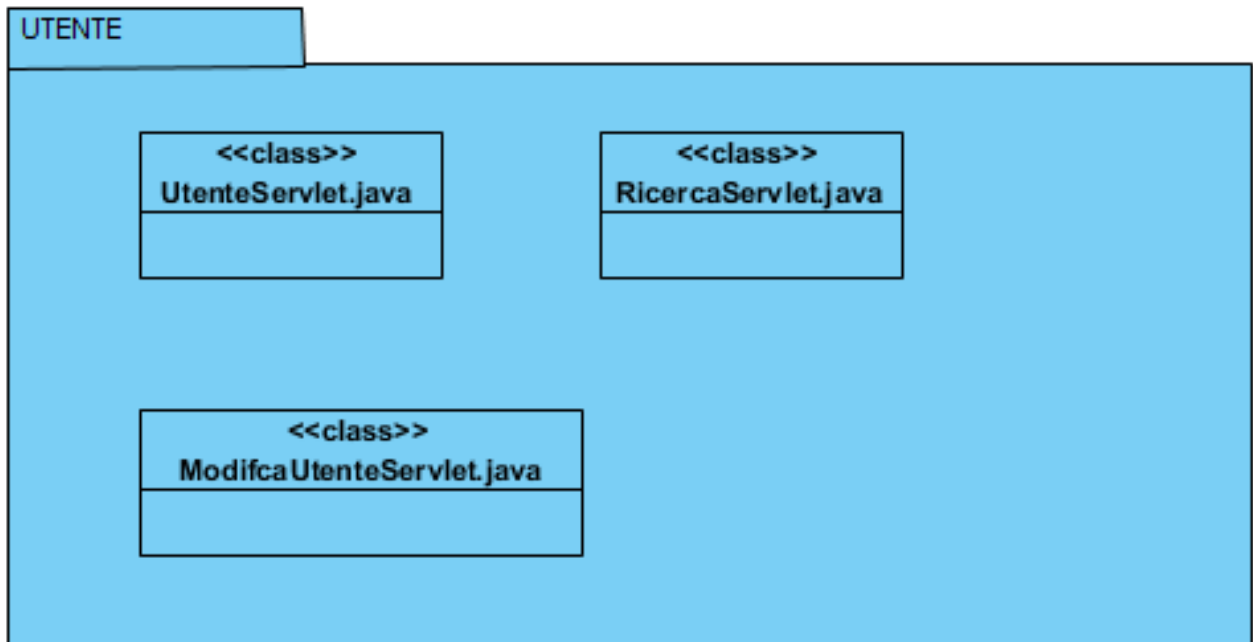 UTENTE
<<class>>
UtenteServlet.java
<<class>>
RicercaServlet.java
<<class>>
ModifcaUtenteServlet.java